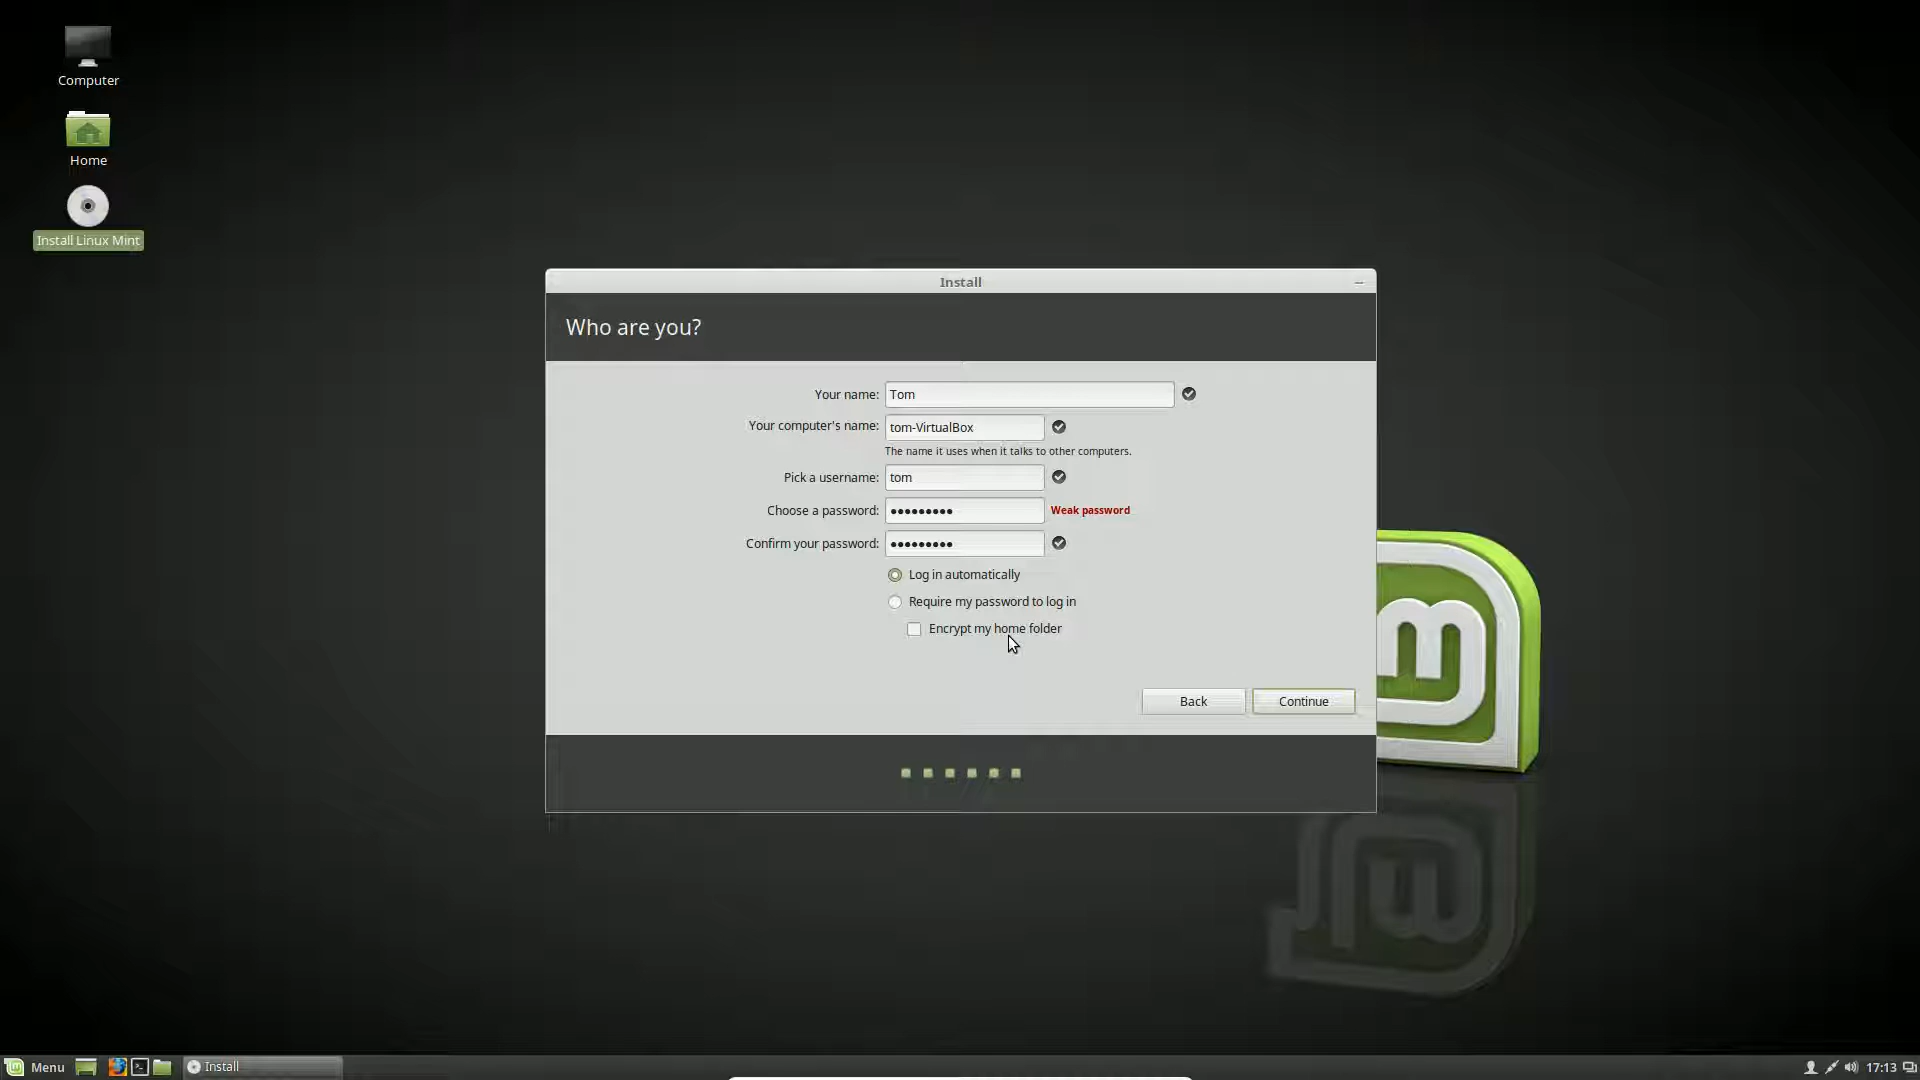 Computer
Home
Install Linux Mint
Install
Who are you?
Your name: Tom
Your computer's name: tom-VirtualBox
The name it uses when it talks to other computers.
Pick a username: tom
Choose a password: ●●●●●●●●● Weak password
Confirm your password: ●●●●●●●●●
Log in automatically
Require my password to log in
Encrypt my home folder
Back Continue
Menu Install 17:13